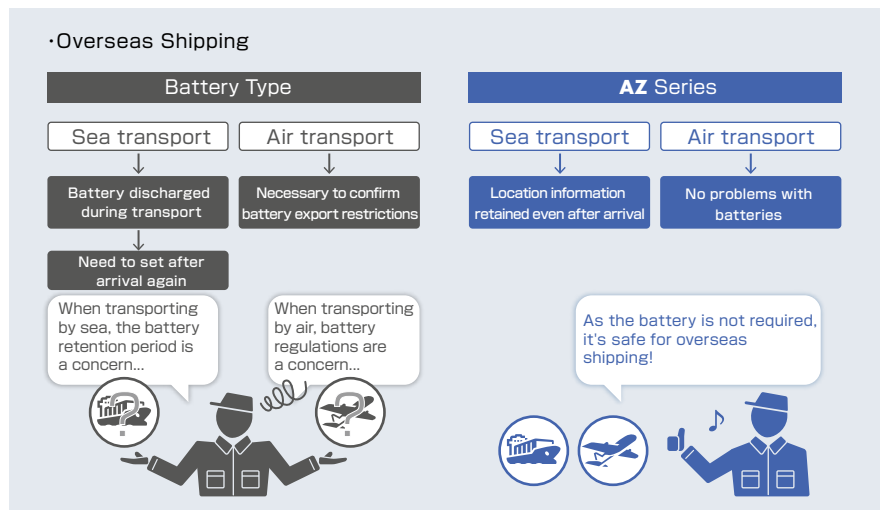 ·Overseas Shipping
Battery Type
Sea transport
Air transport
Battery discharged
during transport
Necessary to confirm
battery export restrictions
Need to set after
arrival again
When transporting
by sea, the battery
retention period is
a concern...
When transporting
by air, battery
regulations are
a concern...
AZ Series
Sea transport
Air transport
Location information
retained even after arrival
No problems with
batteries
As the battery is not required,
it's safe for overseas
shipping!